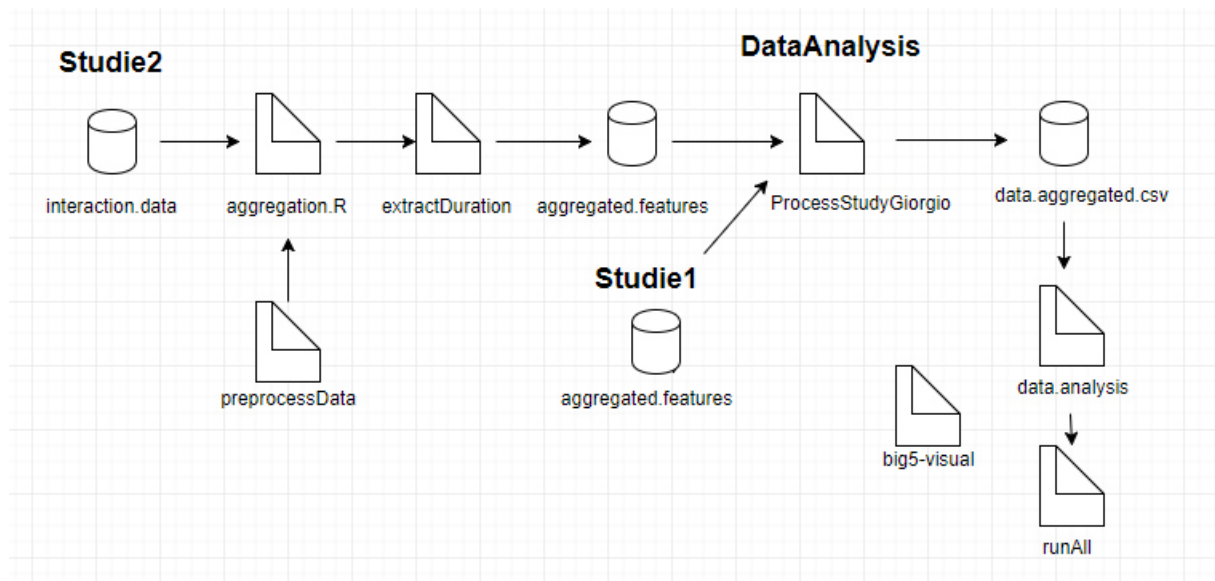 Studie2
DataAnalysis
interaction.data
aggregation.R
extractDuration
aggregated.features
ProcessStudyGiorgio
data.aggregated.csv
Studie1
preprocessData
aggregated.features
big5-visual
data.analysis
runAll